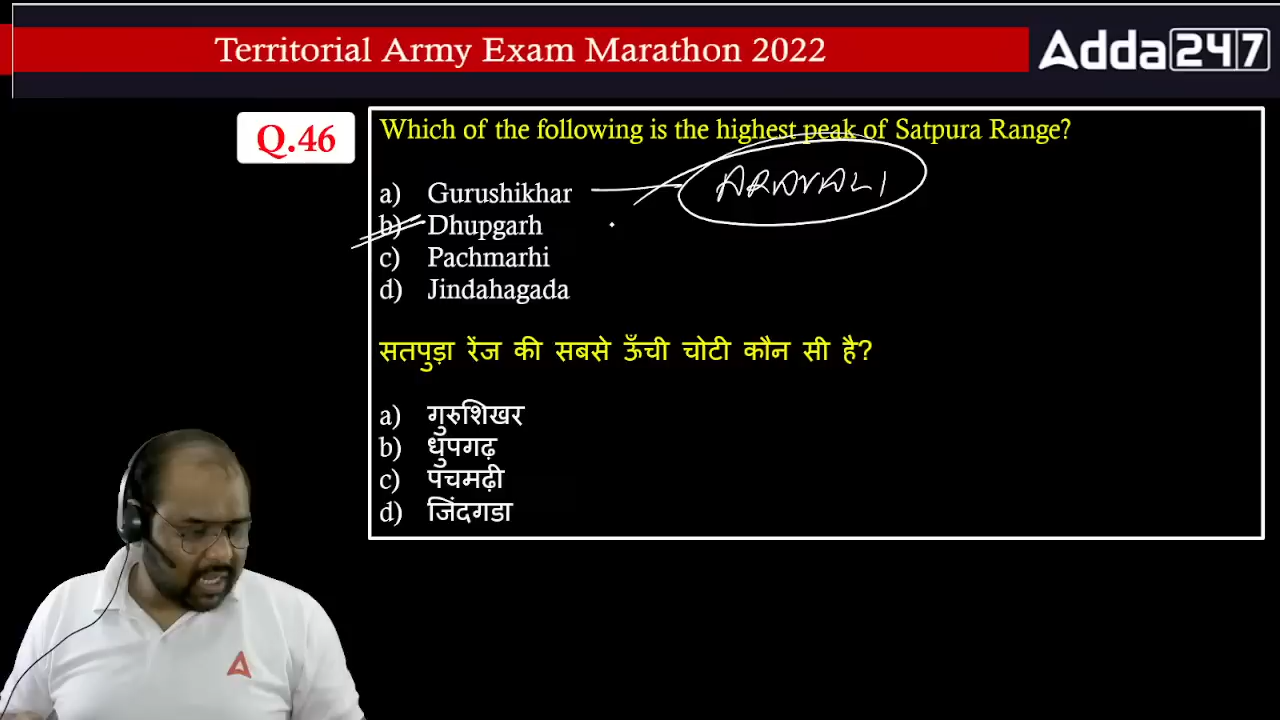 Territorial Army Exam Marathon 2022
Adda247
Q.46
Which of the following is the highest peak of Satpura Range?
a) Gurushikhar
ARAVALI
b) Dhupgarh
c) Pachmarhi
d) Jindahagada
सतपुड़ा रेंज की सबसे ऊँची चोटी कौन सी है?
a) गुरुशिखर
b) धुपगढ़
c) पचमढ़ी
d) जिंदगडा